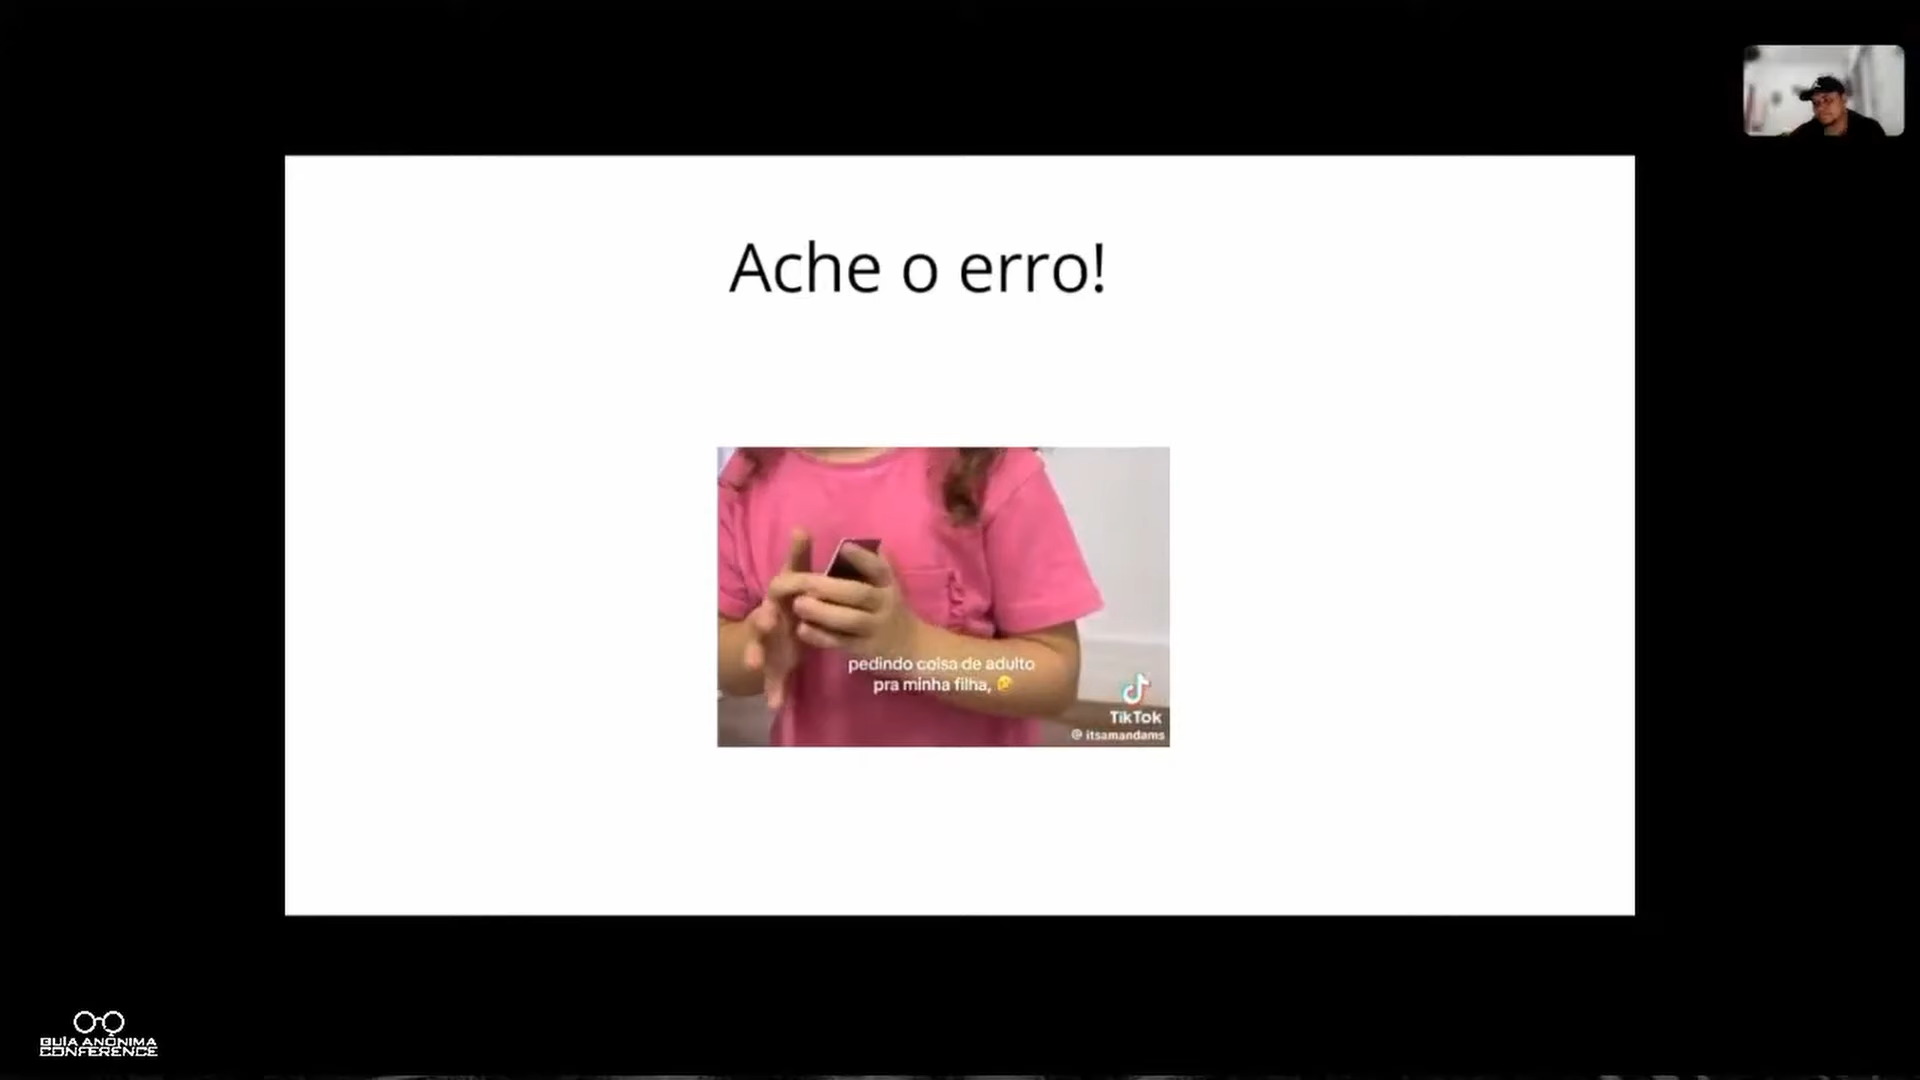 Ache o erro!
pedindo coisa de adulto
pra minha filha, 🤨
TikTok
@ itsamandams
GUIA ANÔNIMA
CONFERENCE